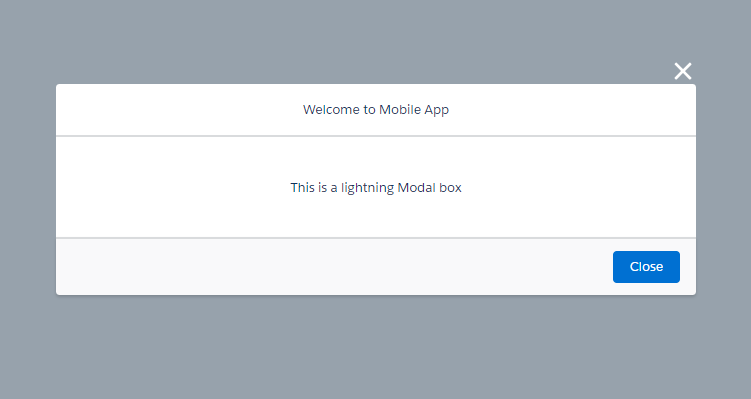 Welcome to Mobile App
This is a lightning Modal box
Close